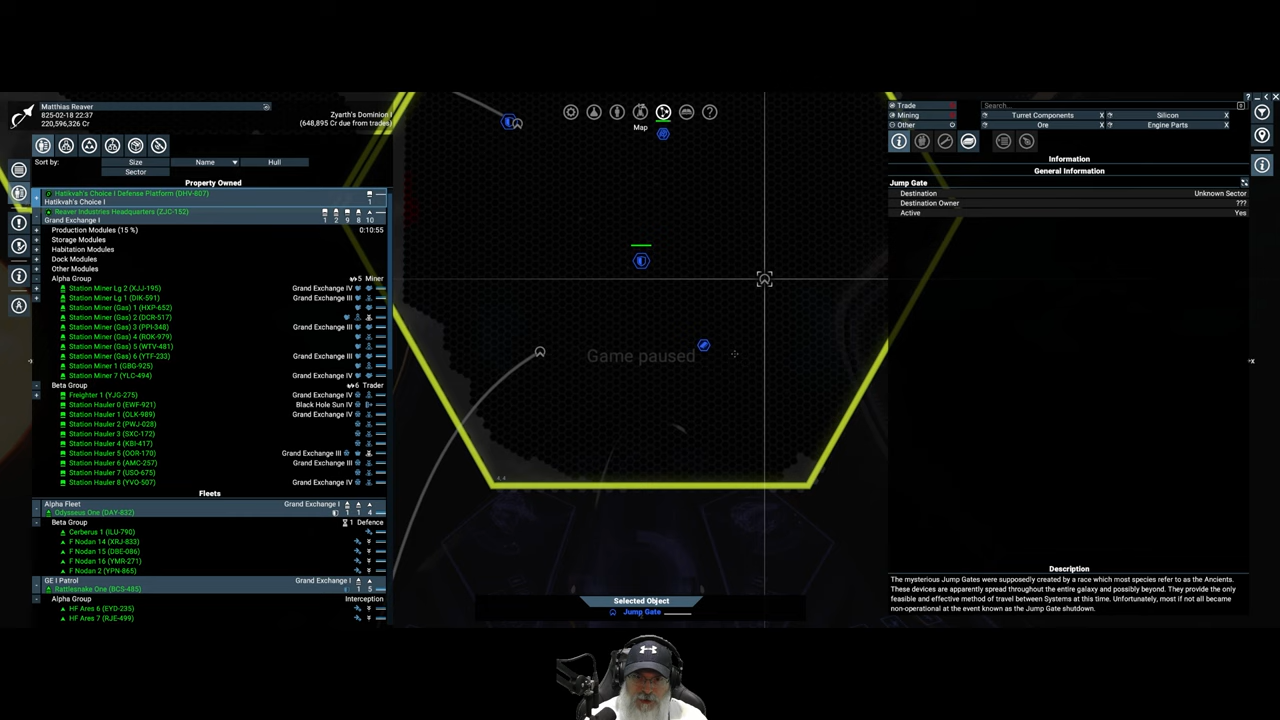 Matthias Reaver
825-02-18 22:37
220,596,326 Cr
Zyarth's Dominion I
(648,895 Cr due from trades)
Sort by:
Size
Name
Hull
Sector
Property Owned
Hatikvah's Choice I Defense Platform (DHV-807)
Hatikvah's Choice I
1
Reaver Industries Headquarters (ZJC-152)
Grand Exchange I
1 2 9 8 10
Production Modules (15 %)
0:10:55
Storage Modules
Habitation Modules
Dock Modules
Other Modules
Alpha Group
5 Miner
Station Miner Lg 2 (XJJ-195)
Grand Exchange IV
Station Miner Lg 1 (DIK-591)
Grand Exchange III
Station Miner (Gas) 1 (HXP-652)
Station Miner (Gas) 2 (DCR-517)
Station Miner (Gas) 3 (PPI-348)
Grand Exchange III
Station Miner (Gas) 4 (ROK-979)
Station Miner (Gas) 5 (WTV-481)
Station Miner (Gas) 6 (YTF-233)
Grand Exchange III
Station Miner 1 (GBG-925)
Station Miner 7 (YLC-494)
Grand Exchange IV
Beta Group
6 Trader
Freighter 1 (YJG-275)
Grand Exchange IV
Station Hauler 0 (EWF-921)
Black Hole Sun IV
Station Hauler 1 (OLK-989)
Grand Exchange IV
Station Hauler 2 (PWJ-028)
Station Hauler 3 (SXC-172)
Station Hauler 4 (KBI-417)
Station Hauler 5 (OOR-170)
Grand Exchange III
Station Hauler 6 (AMC-257)
Grand Exchange III
Station Hauler 7 (USO-675)
Station Hauler 8 (YVO-507)
Grand Exchange IV
Fleets
Alpha Fleet
Grand Exchange I
Odysseus One (DAY-832)
1 1 4
Beta Group
1 Defence
Cerberus 1 (ILU-790)
F Nodan 14 (XRJ-833)
F Nodan 15 (DBE-086)
F Nodan 16 (YMR-271)
F Nodan 2 (YPN-865)
GE I Patrol
Grand Exchange I
Rattlesnake One (BCS-485)
1 5
Alpha Group
Interception
HF Ares 6 (EYD-235)
HF Ares 7 (RJE-499)
Map
Game paused
Selected Object
Jump Gate
Trade
Mining
Other
Search...
Turret Components X
Silicon X
Ore X
Engine Parts X
Information
General Information
Jump Gate
Destination
Unknown Sector
Destination Owner
???
Active
Yes
Description
The mysterious Jump Gates were supposedly created by a race which most species refer to as the Ancients.
These devices are apparently spread throughout the entire galaxy and possibly beyond. They provide the only
feasible and effective method of travel between Systems at this time. Unfortunately, most if not all became
non-operational at the event known as the Jump Gate shutdown.